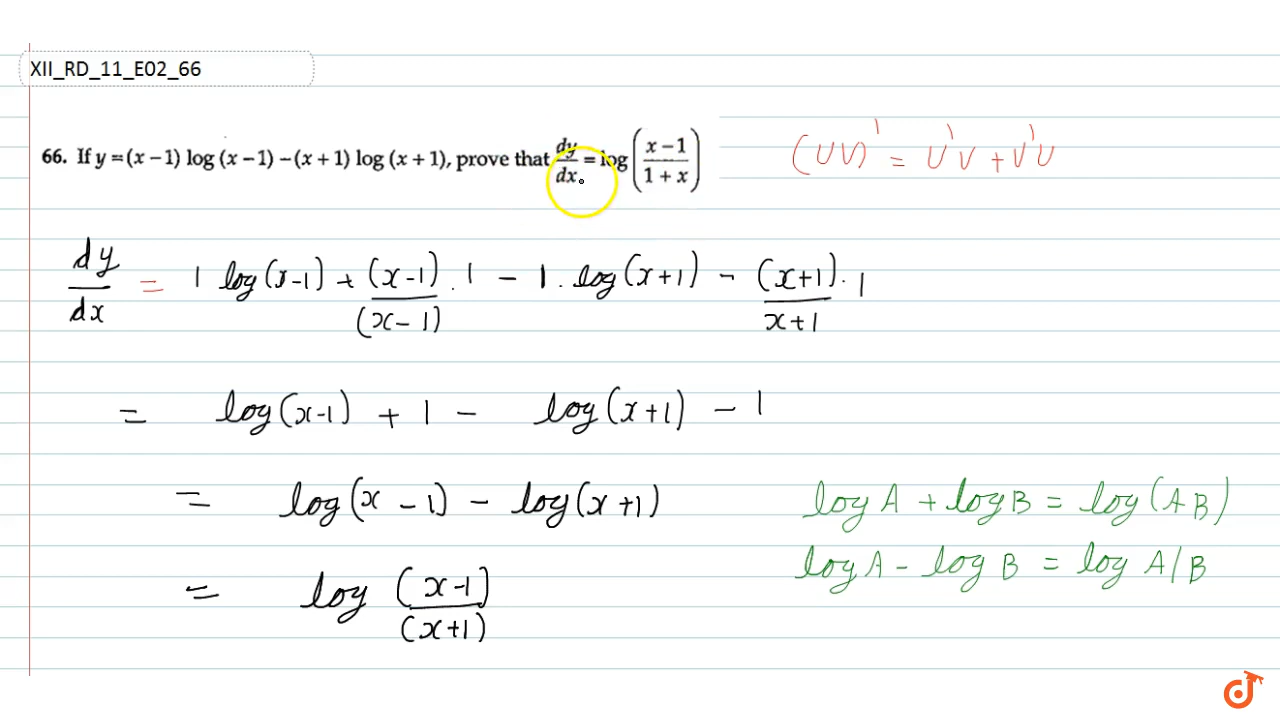 XII_RD_11_E02_66
66. If y = (x − 1) log (x − 1) − (x + 1) log (x + 1), prove that dy/dx = log ((x − 1)/(1 + x))
(UV)' = U'V + V'U
dy/dx = 1 log(x-1) + (x-1)/(x-1) . 1 - 1 . log(x+1) - (x+1)/x+1 . 1
= log(x-1) + 1 - log(x+1) - 1
= log(x - 1) - log(x+1)
log A + log B = log(AB)
log A - log B = log A/B
= log (x-1)/(x+1)